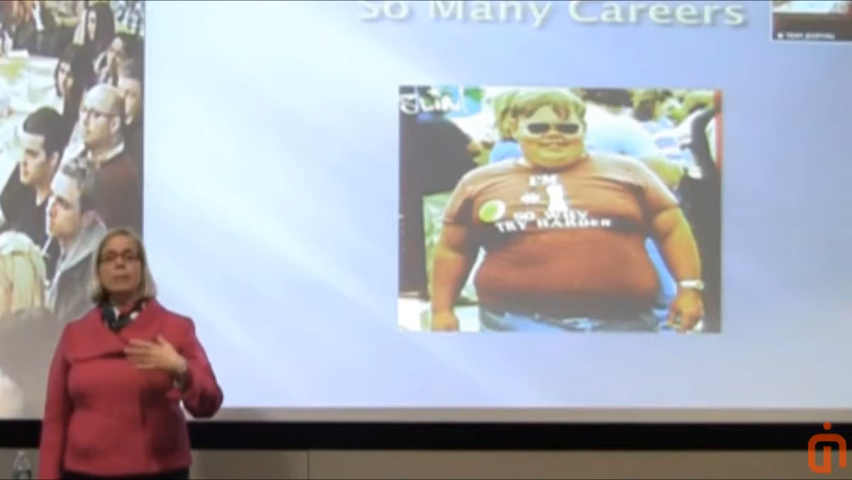 So Many Careers
I'M
#1
SO WHY
TRY HARDER